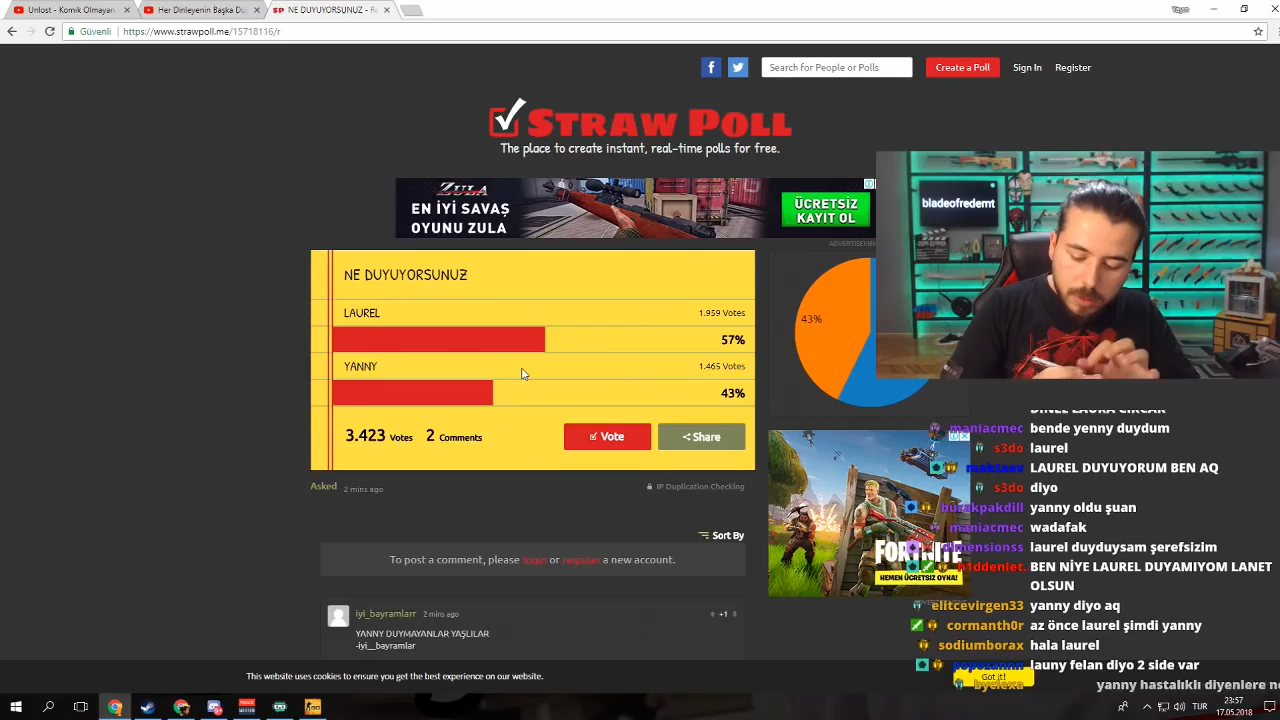 Unlost - Komik Olmayan
Her Dinleyenin Başka Du
SP NE DUYUYORSUNUZ - R
Yayın
Güvenli
https://www.strawpoll.me/15718116/r
Search for People or Polls
Create a Poll
Sign In
Register
STRAW POLL
The place to create instant, real-time polls for free.
ZULA
EN İYİ SAVAŞ
OYUNU ZULA
ÜCRETSİZ
KAYIT OL
bladeofredemt
NE DUYUYORSUNUZ
LAUREL
1.959 Votes
57%
YANNY
1.465 Votes
43%
3.423 Votes
2 Comments
Vote
Share
43%
Asked 2 mins ago
IP Duplication Checking
Sort By
To post a comment, please login or register a new account.
iyi_bayramlarr 2 mins ago
+1
YANNY DUYMAYANLAR YAŞLILAR
-iyi__bayramlar
FORTNITE
HEMEN ÜCRETSİZ OYNA!
maniacmec bende yenny duydum
s3do laurel
LAUREL DUYUYORUM BEN AQ
s3do diyo
burakpakdill yanny oldu şuan
maniacmec wadafak
dimensionss laurel duyduysam şerefsizim
h1ddenlet.. BEN NİYE LAUREL DUYAMIYOM LANET
OLSUN
elitcevirgen33 yanny diyo aq
cormanth0r az önce laurel şimdi yanny
sodiumborax hala laurel
launy felan diyo 2 side var
yanny hastalıklı diyenlere ne
This website uses cookies to ensure you get the best experience on our website.
Got it!
TUR
23:57
17.05.2018